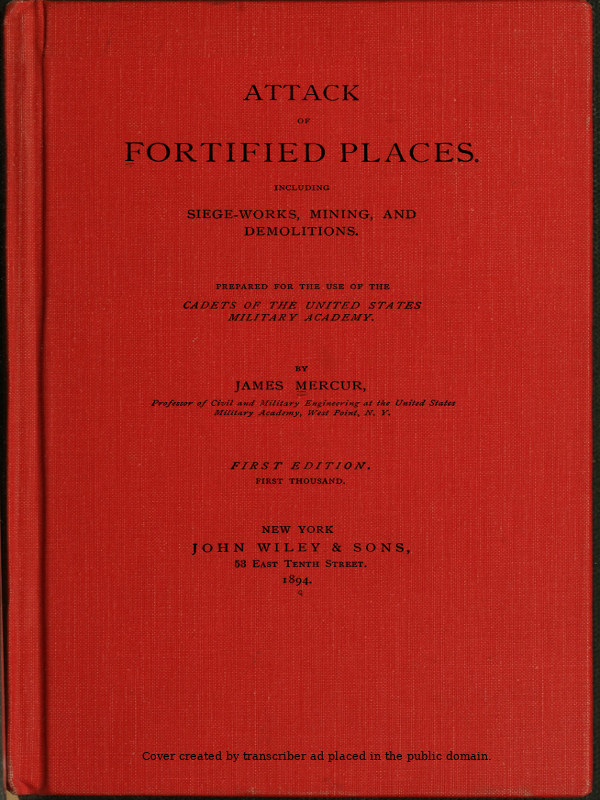 ATTACK
OF
FORTIFIED PLACES.
INCLUDING
SIEGE-WORKS, MINING, AND
DEMOLITIONS.
PREPARED FOR THE USE OF THE
CADETS OF THE UNITED STATES
MILITARY ACADEMY.
BY
JAMES MERCUR,
Professor of Civil and Military Engineering at the United States
Military Academy, West Point, N. Y.
FIRST EDITION.
FIRST THOUSAND.
NEW YORK
JOHN WILEY & SONS,
53 EAST TENTH STREET.
1894.
Cover created by transcriber ad placed in the public domain.